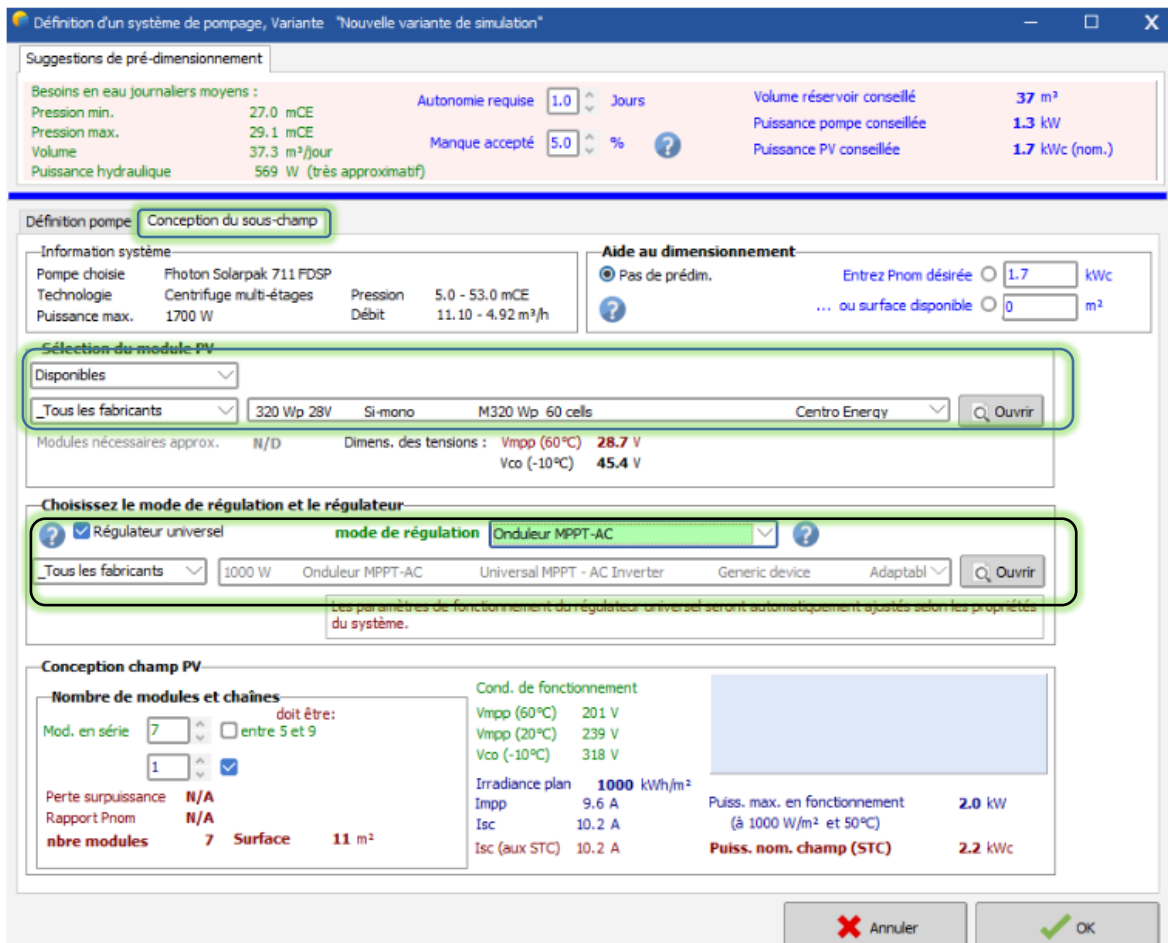 Définition d'un système de pompage, Variante "Nouvelle variante de simulation"
Suggestions de pré-dimensionnement
Besoins en eau journaliers moyens :
Pression min. 27.0 mCE
Pression max. 29.1 mCE
Volume 37.3 m³/jour
Puissance hydraulique 569 W (très approximatif)
Autonomie requise 1.0 Jours
Manque accepté 5.0 %
Volume réservoir conseillé 37 m³
Puissance pompe conseillée 1.3 kW
Puissance PV conseillée 1.7 kWc (nom.)
Définition pompe Conception du sous-champ
Information système
Pompe choisie Fhoton Solarpak 711 FDSP
Technologie Centrifuge multi-étages Pression 5.0 - 53.0 mCE
Puissance max. 1700 W Débit 11.10 - 4.92 m³/h
Aide au dimensionnement
Pas de prédim. Entrez Pnom désirée 1.7 kWc
... ou surface disponible 0 m²
Sélection du module PV
Disponibles
_Tous les fabricants 320 Wp 28V Si-mono M320 Wp 60 cells Centro Energy Ouvrir
Modules nécessaires approx. N/D Dimens. des tensions : Vmpp (60°C) 28.7 V
Vco (-10°C) 45.4 V
Choisissez le mode de régulation et le régulateur
Régulateur universel mode de régulation Onduleur MPPT-AC
_Tous les fabricants 1000 W Onduleur MPPT-AC Universal MPPT - AC Inverter Generic device Adaptabl Ouvrir
Les paramètres de fonctionnement du régulateur universel seront automatiquement ajustés selon les propriétés
du système.
Conception champ PV
Nombre de modules et chaînes
doit être:
Mod. en série 7 entre 5 et 9
1
Perte surpuissance N/A
Rapport Pnom N/A
nbre modules 7 Surface 11 m²
Cond. de fonctionnement
Vmpp (60°C) 201 V
Vmpp (20°C) 239 V
Vco (-10°C) 318 V
Irradiance plan 1000 kWh/m²
Impp 9.6 A
Isc 10.2 A
Isc (aux STC) 10.2 A
Puiss. max. en fonctionnement 2.0 kW
(à 1000 W/m² et 50°C)
Puiss. nom. champ (STC) 2.2 kWc
Annuler OK